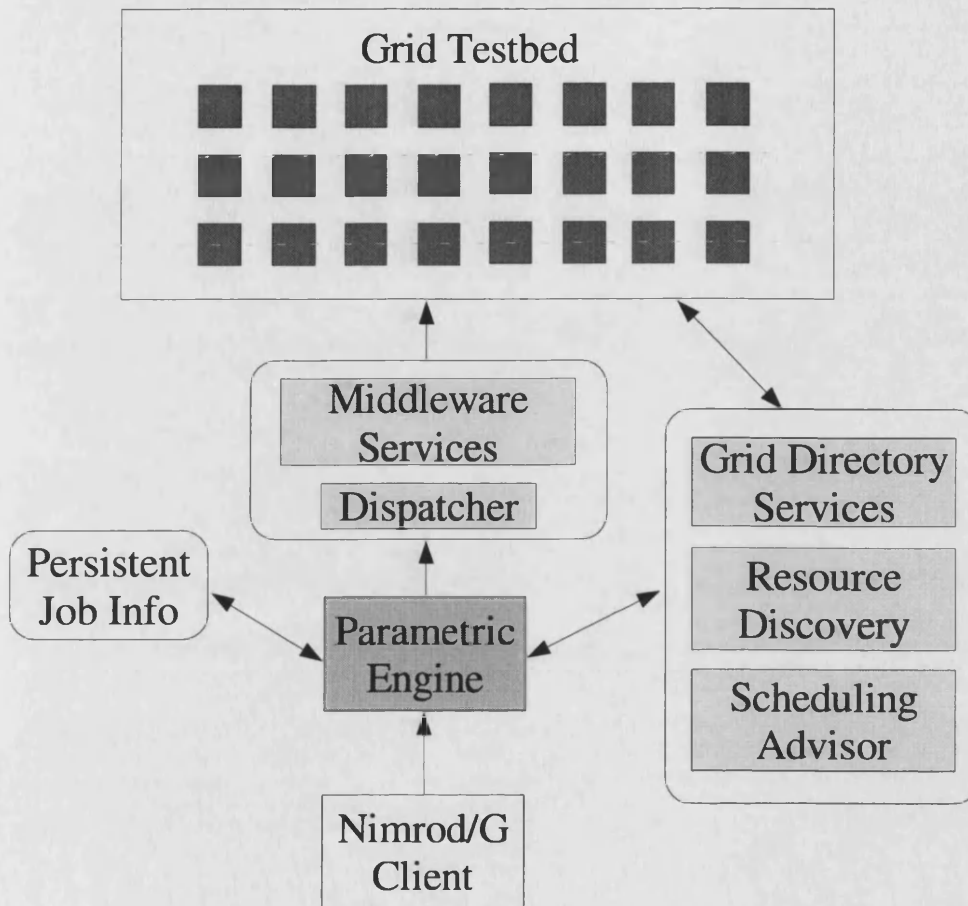 Grid Testbed
Middleware
Services
Dispatcher
Grid Directory
Services
Resource
Discovery
Scheduling
Advisor
Persistent
Job Info
Parametric
Engine
Nimrod/G
Client